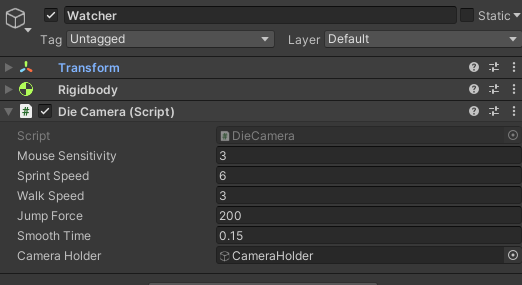 Watcher Static
Tag Untagged Layer Default
Transform
Rigidbody
# Die Camera (Script)
Script # DieCamera
Mouse Sensitivity 3
Sprint Speed 6
Walk Speed 3
Jump Force 200
Smooth Time 0.15
Camera Holder CameraHolder